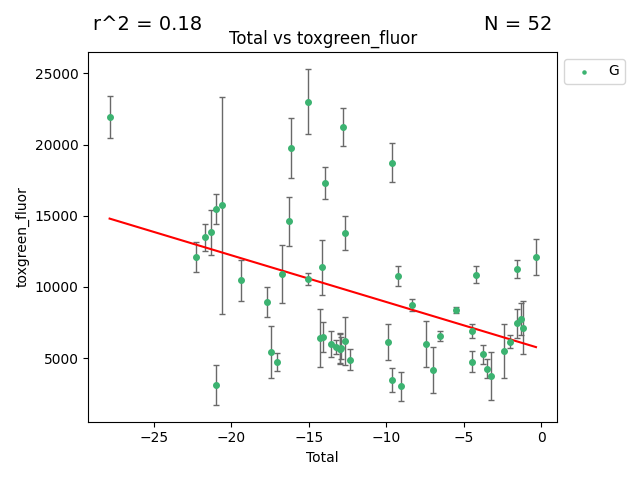 r^2 = 0.18
N = 52
Total vs toxgreen_fluor
G
25000
20000
15000
10000
5000
toxgreen_fluor
−25
−20
−15
−10
−5
0
Total